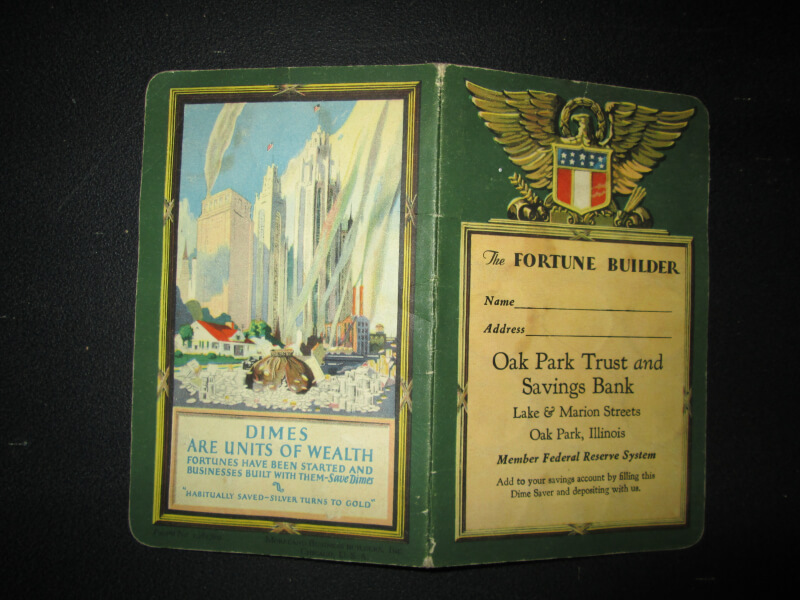 DIMES
ARE UNITS OF WEALTH
FORTUNES HAVE BEEN STARTED AND
BUSINESSES BUILT WITH THEM-Save Dimes
"HABITUALLY SAVED-SILVER TURNS TO GOLD"
The FORTUNE BUILDER
Name
Address
Oak Park Trust and
Savings Bank
Lake & Marion Streets
Oak Park, Illinois
Member Federal Reserve System
Add to your savings account by filling this
Dime Saver and depositing with us.